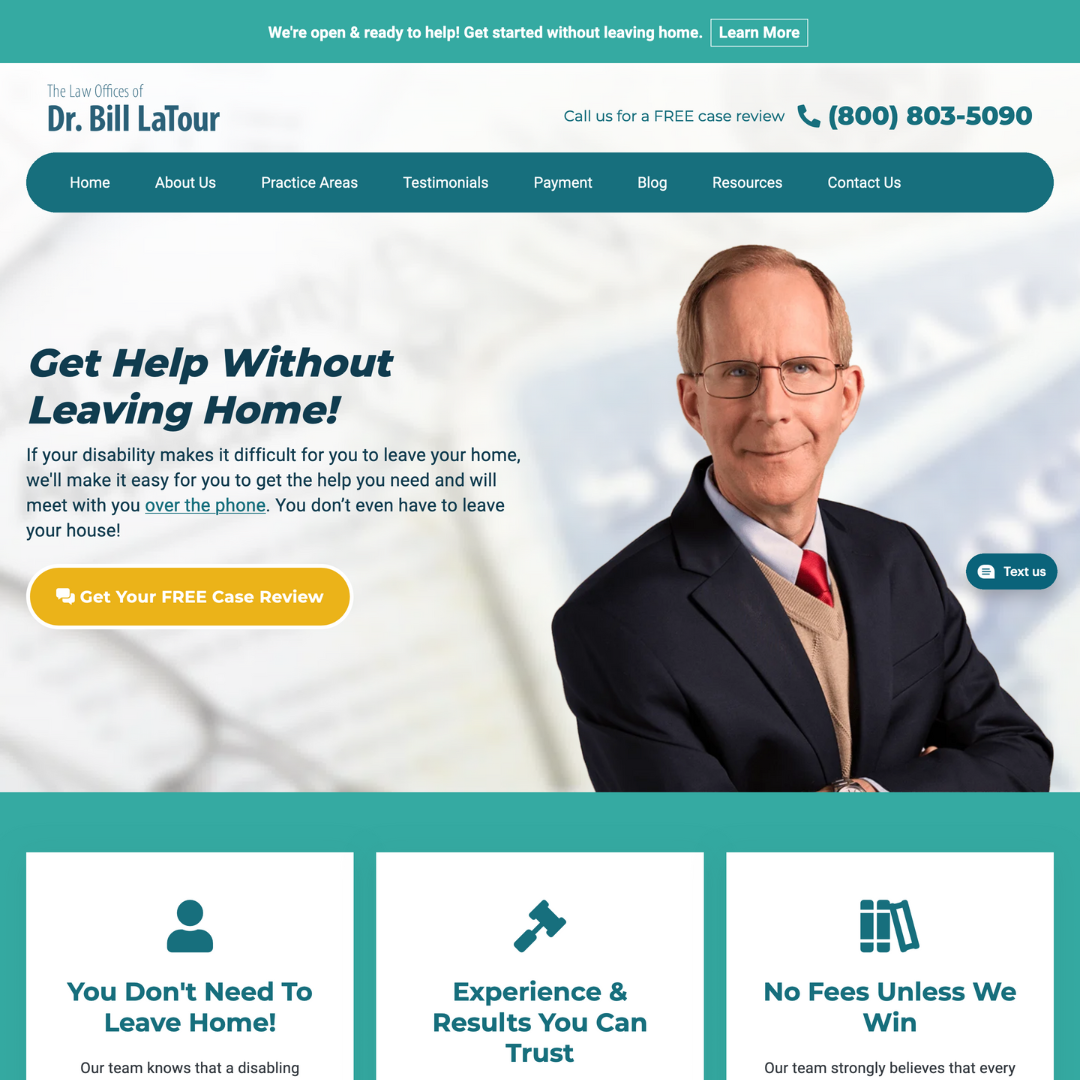 We're open & ready to help! Get started without leaving home. Learn More
The Law Offices of
Dr. Bill LaTour
Call us for a FREE case review (800) 803-5090
Home About Us Practice Areas Testimonials Payment Blog Resources Contact Us
Get Help Without
Leaving Home!
If your disability makes it difficult for you to leave your home,
we'll make it easy for you to get the help you need and will
meet with you over the phone. You don’t even have to leave
your house!
Get Your FREE Case Review
Text us
You Don't Need To
Leave Home!
Our team knows that a disabling
Experience &
Results You Can
Trust
No Fees Unless We
Win
Our team strongly believes that every